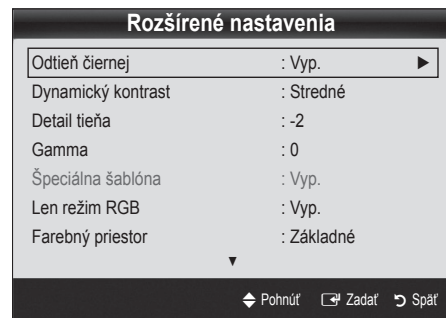 Rozšírené nastavenia
Odtieň čiernej : Vyp. ►
Dynamický kontrast : Stredné
Detail tieňa : -2
Gamma : 0
Špeciálna šablóna : Vyp.
Len režim RGB : Vyp.
Farebný priestor : Základné
▼
Pohnúť Zadať Späť